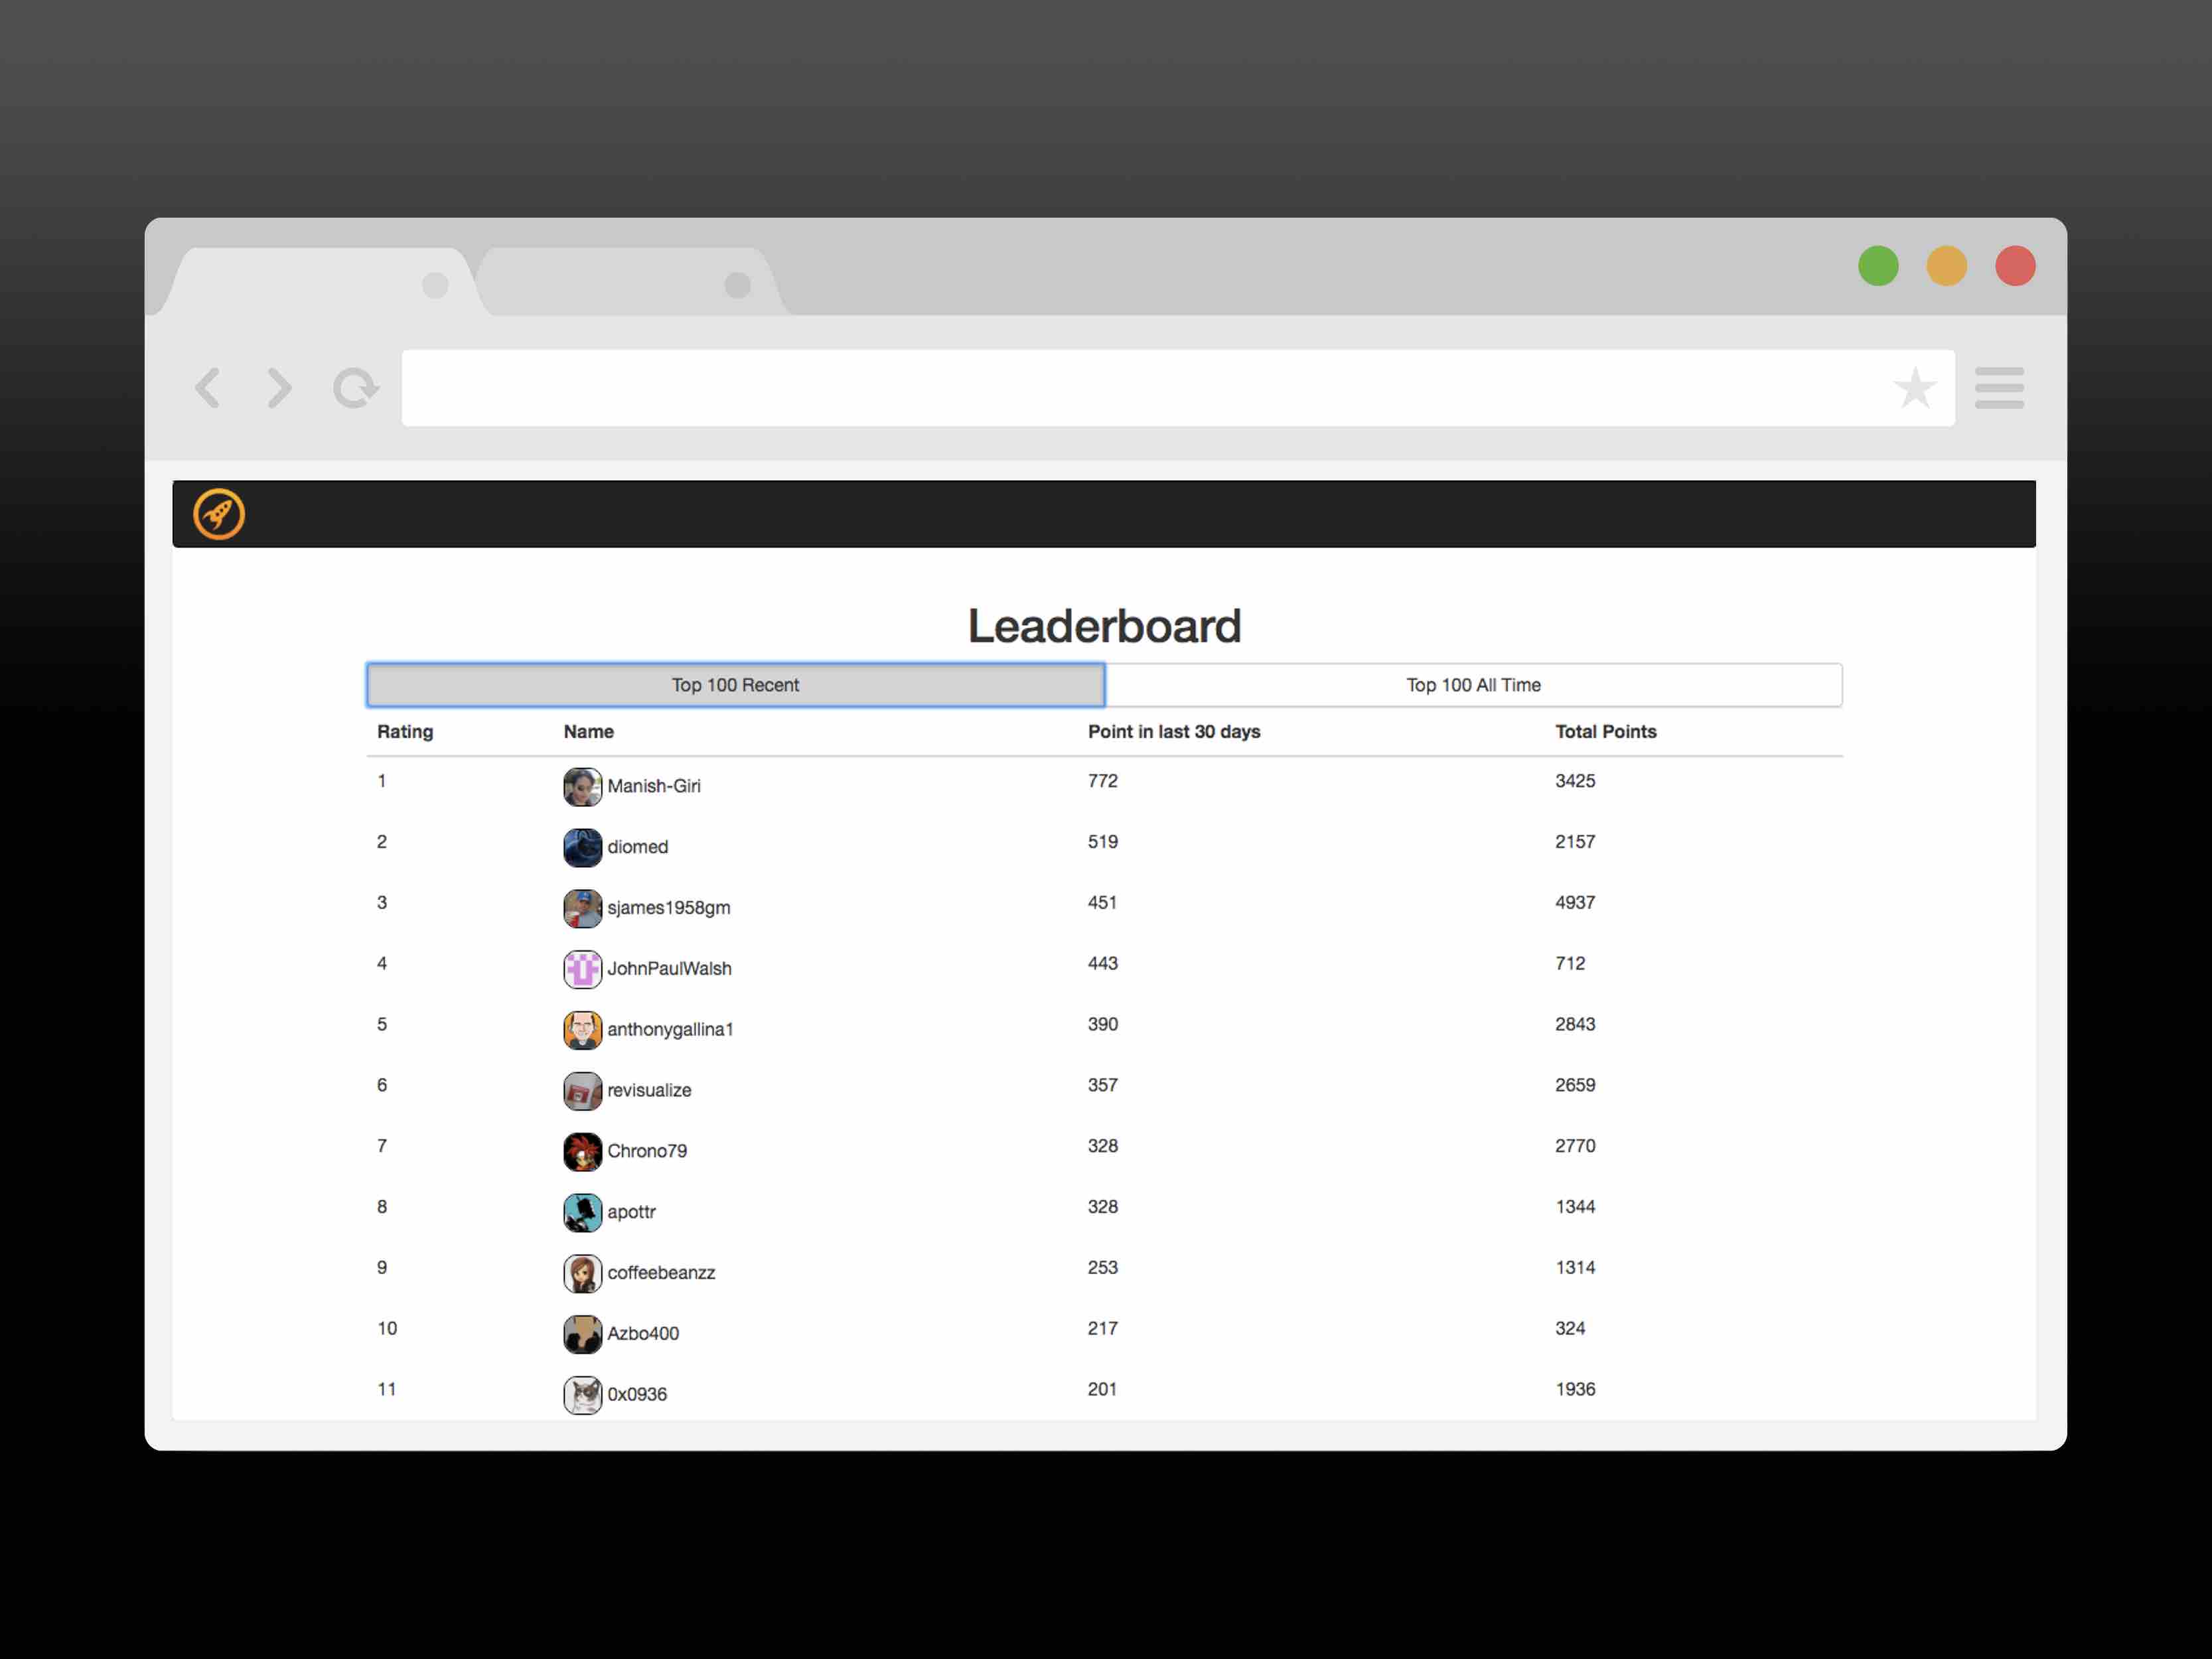 Leaderboard
Top 100 Recent Top 100 All Time
Rating Name Point in last 30 days Total Points
1 Manish-Giri 772 3425
2 diomed 519 2157
3 sjames1958gm 451 4937
4 JohnPaulWalsh 443 712
5 anthonygallina1 390 2843
6 revisualize 357 2659
7 Chrono79 328 2770
8 apottr 328 1344
9 coffeebeanzz 253 1314
10 Azbo400 217 324
11 0x0936 201 1936